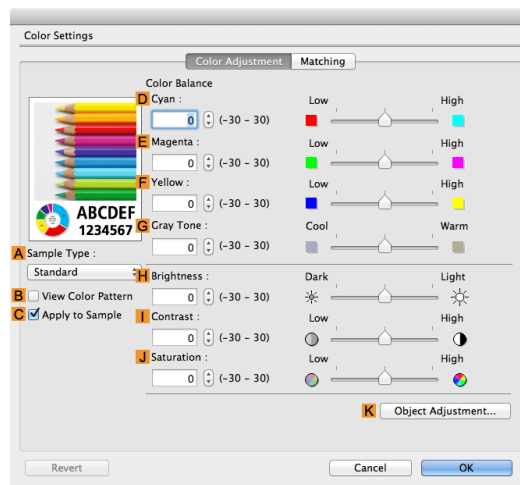 Color Settings
Color Adjustment Matching
Color Balance
D Cyan :
Low High
0 (-30 - 30)
E Magenta :
Low High
0 (-30 - 30)
F Yellow :
Low High
0 (-30 - 30)
ABCDEF
1234567
G Gray Tone :
Cool Warm
0 (-30 - 30)
A Sample Type :
Standard
H Brightness :
Dark Light
B View Color Pattern
0 (-30 - 30)
C Apply to Sample
I Contrast :
Low High
0 (-30 - 30)
J Saturation :
Low High
0 (-30 - 30)
K Object Adjustment...
Revert Cancel OK